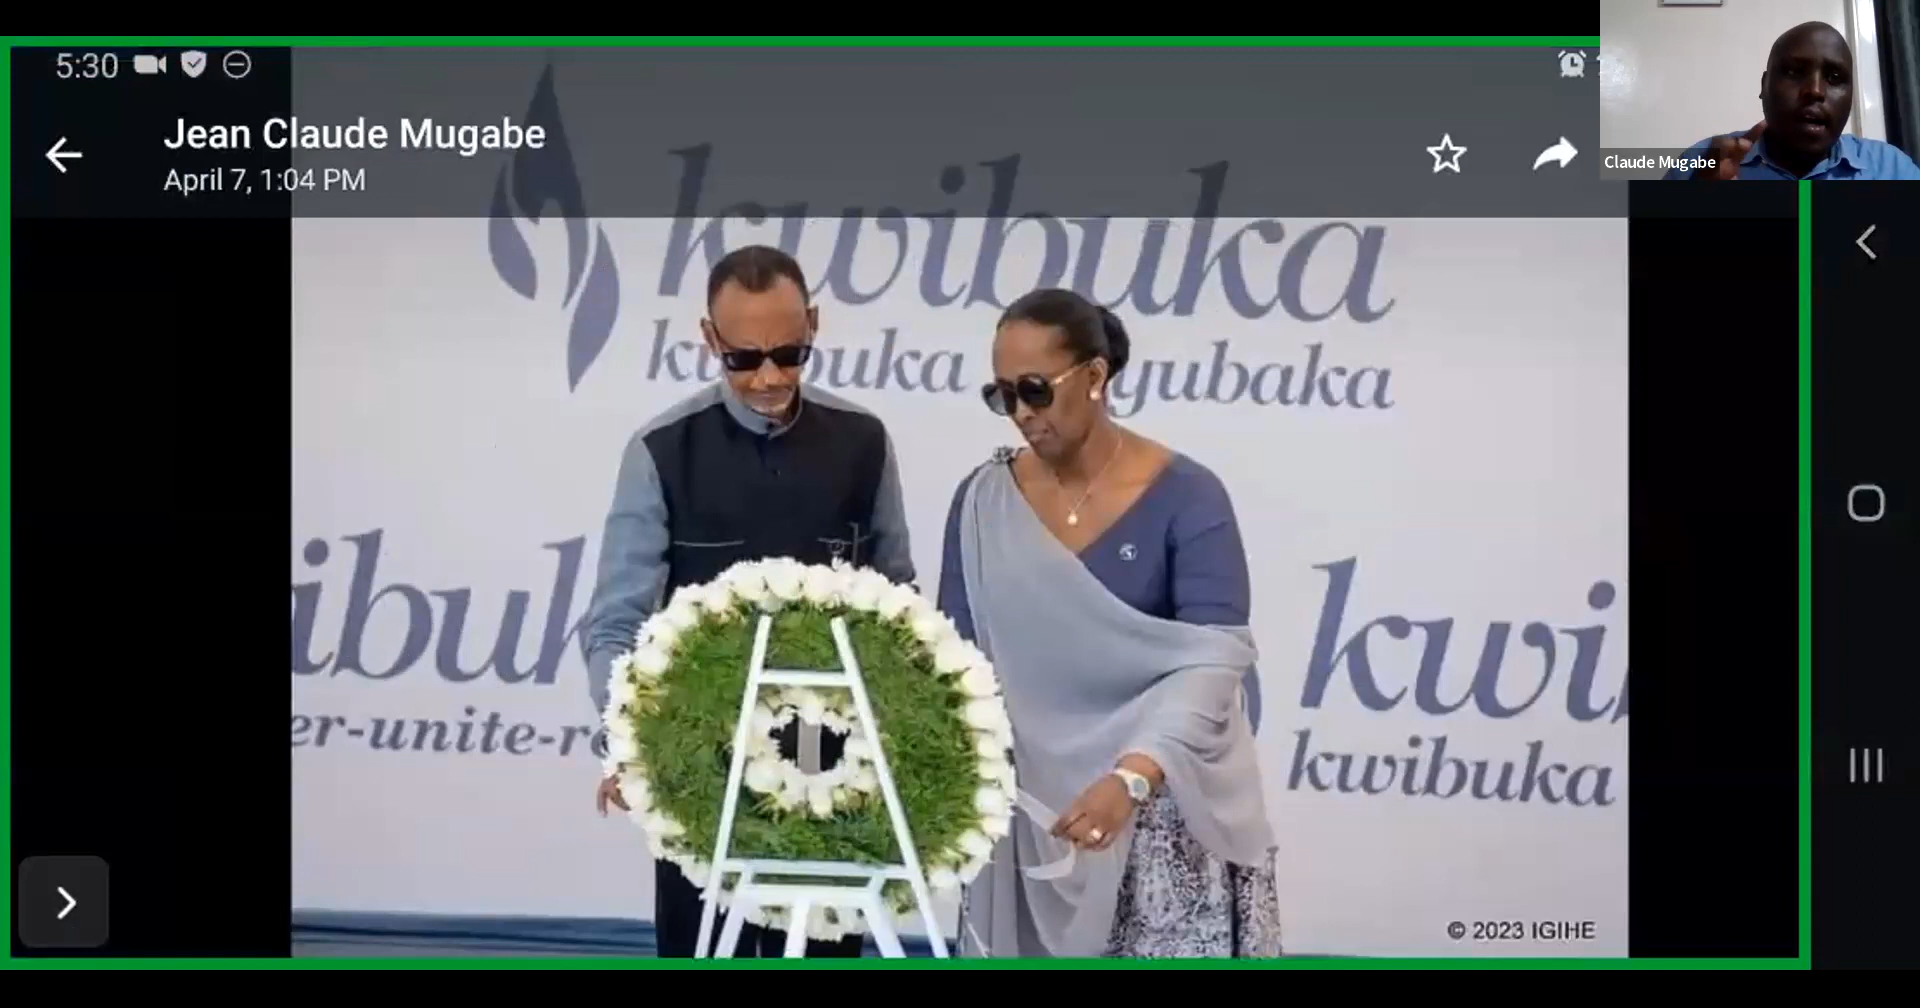 5:30
Jean Claude Mugabe
April 7, 1:04 PM
Claude Mugabe
kwibuka
kwibuka yubaka
ibuk
er-unite-re
kwi
kwibuka
© 2023 IGIHE